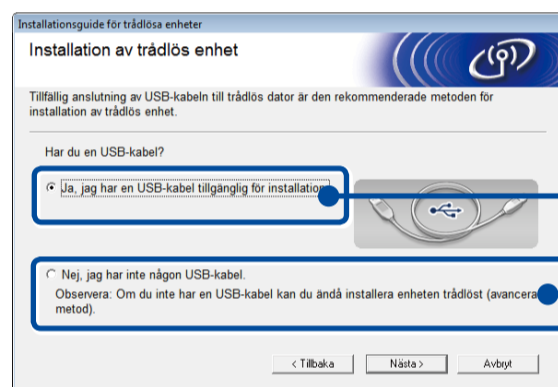 Installationsguide för trådlösa enheter
Installation av trådlös enhet
Tillfällig anslutning av USB-kabeln till trådlös dator är den rekommenderade metoden för
installation av trådlös enhet.
Har du en USB-kabel?
Ja, jag har en USB-kabel tillgänglig för installation
Nej, jag har inte någon USB-kabel.
Observera: Om du inte har en USB-kabel kan du ändå installera enheten trådlöst (avancera
metod).
< Tillbaka
Nästa >
Avbryt